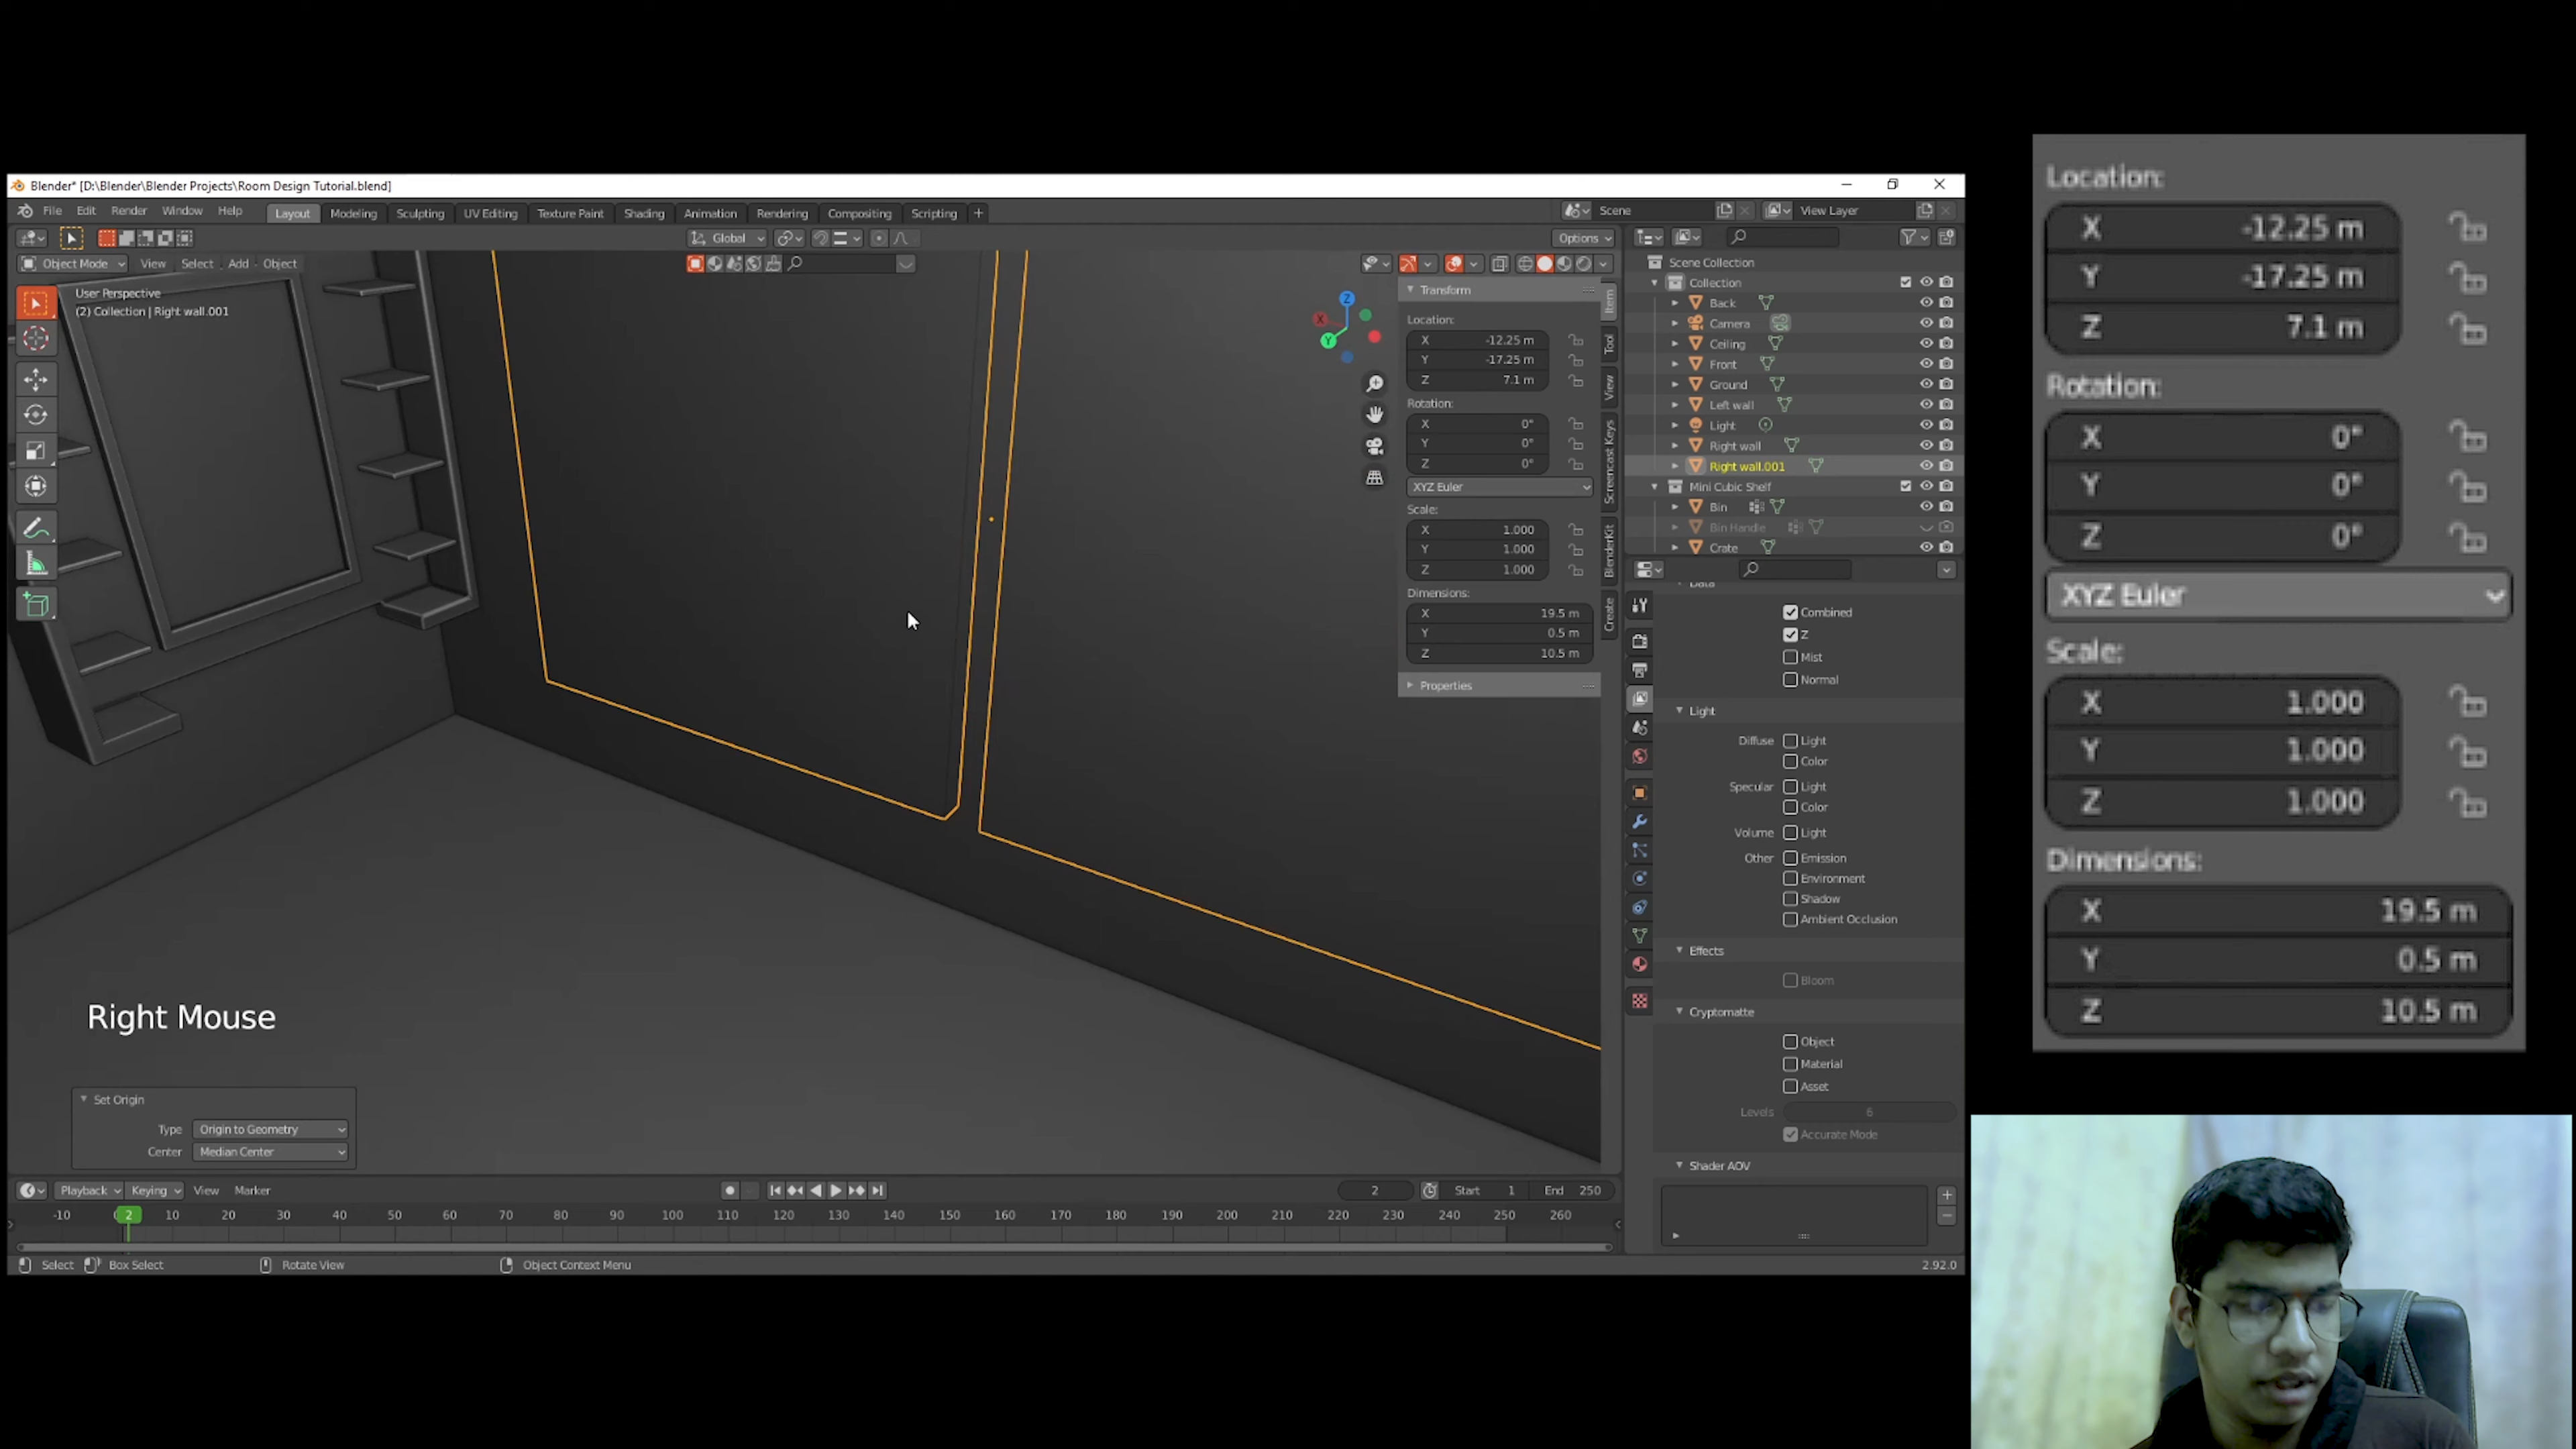 Blender* [D:\Blender\Blender Projects\Room Design Tutorial.blend]
File Edit Render Window Help Layout Modeling Sculpting UV Editing Texture Paint Shading Animation Rendering Compositing Scripting + Scene View Layer
Global Options
Object Mode View Select Add Object
User Perspective
(2) Collection | Right wall.001
Z
X
Y
Transform
Location:
X -12.25 m
Y -17.25 m
Z 7.1 m
Rotation:
X 0°
Y 0°
Z 0°
XYZ Euler
Scale:
X 1.000
Y 1.000
Z 1.000
Dimensions:
X 19.5 m
Y 0.5 m
Z 10.5 m
Properties
Item
Tool
View
Screencast Keys
BlenderKit
Create
Scene Collection
Collection
Back
Camera
Ceiling
Front
Ground
Left wall
Light
Right wall
Right wall.001
Mini Cubic Shelf
Bin
Bin Handle
Crate
Data
Combined
Z
Mist
Normal
Light
Diffuse Light
Color
Specular Light
Color
Volume Light
Other Emission
Environment
Shadow
Ambient Occlusion
Effects
Bloom
Cryptomatte
Object
Material
Asset
Levels 6
Accurate Mode
Shader AOV
Right Mouse
Set Origin
Type Origin to Geometry
Center Median Center
Playback Keying View Marker 2 Start 1 End 250
-10 2 10 20 30 40 50 60 70 80 90 100 110 120 130 140 150 160 170 180 190 200 210 220 230 240 250 260
Select Box Select Rotate View Object Context Menu 2.92.0
Location:
X -12.25 m
Y -17.25 m
Z 7.1 m
Rotation:
X 0°
Y 0°
Z 0°
XYZ Euler
Scale:
X 1.000
Y 1.000
Z 1.000
Dimensions:
X 19.5 m
Y 0.5 m
Z 10.5 m